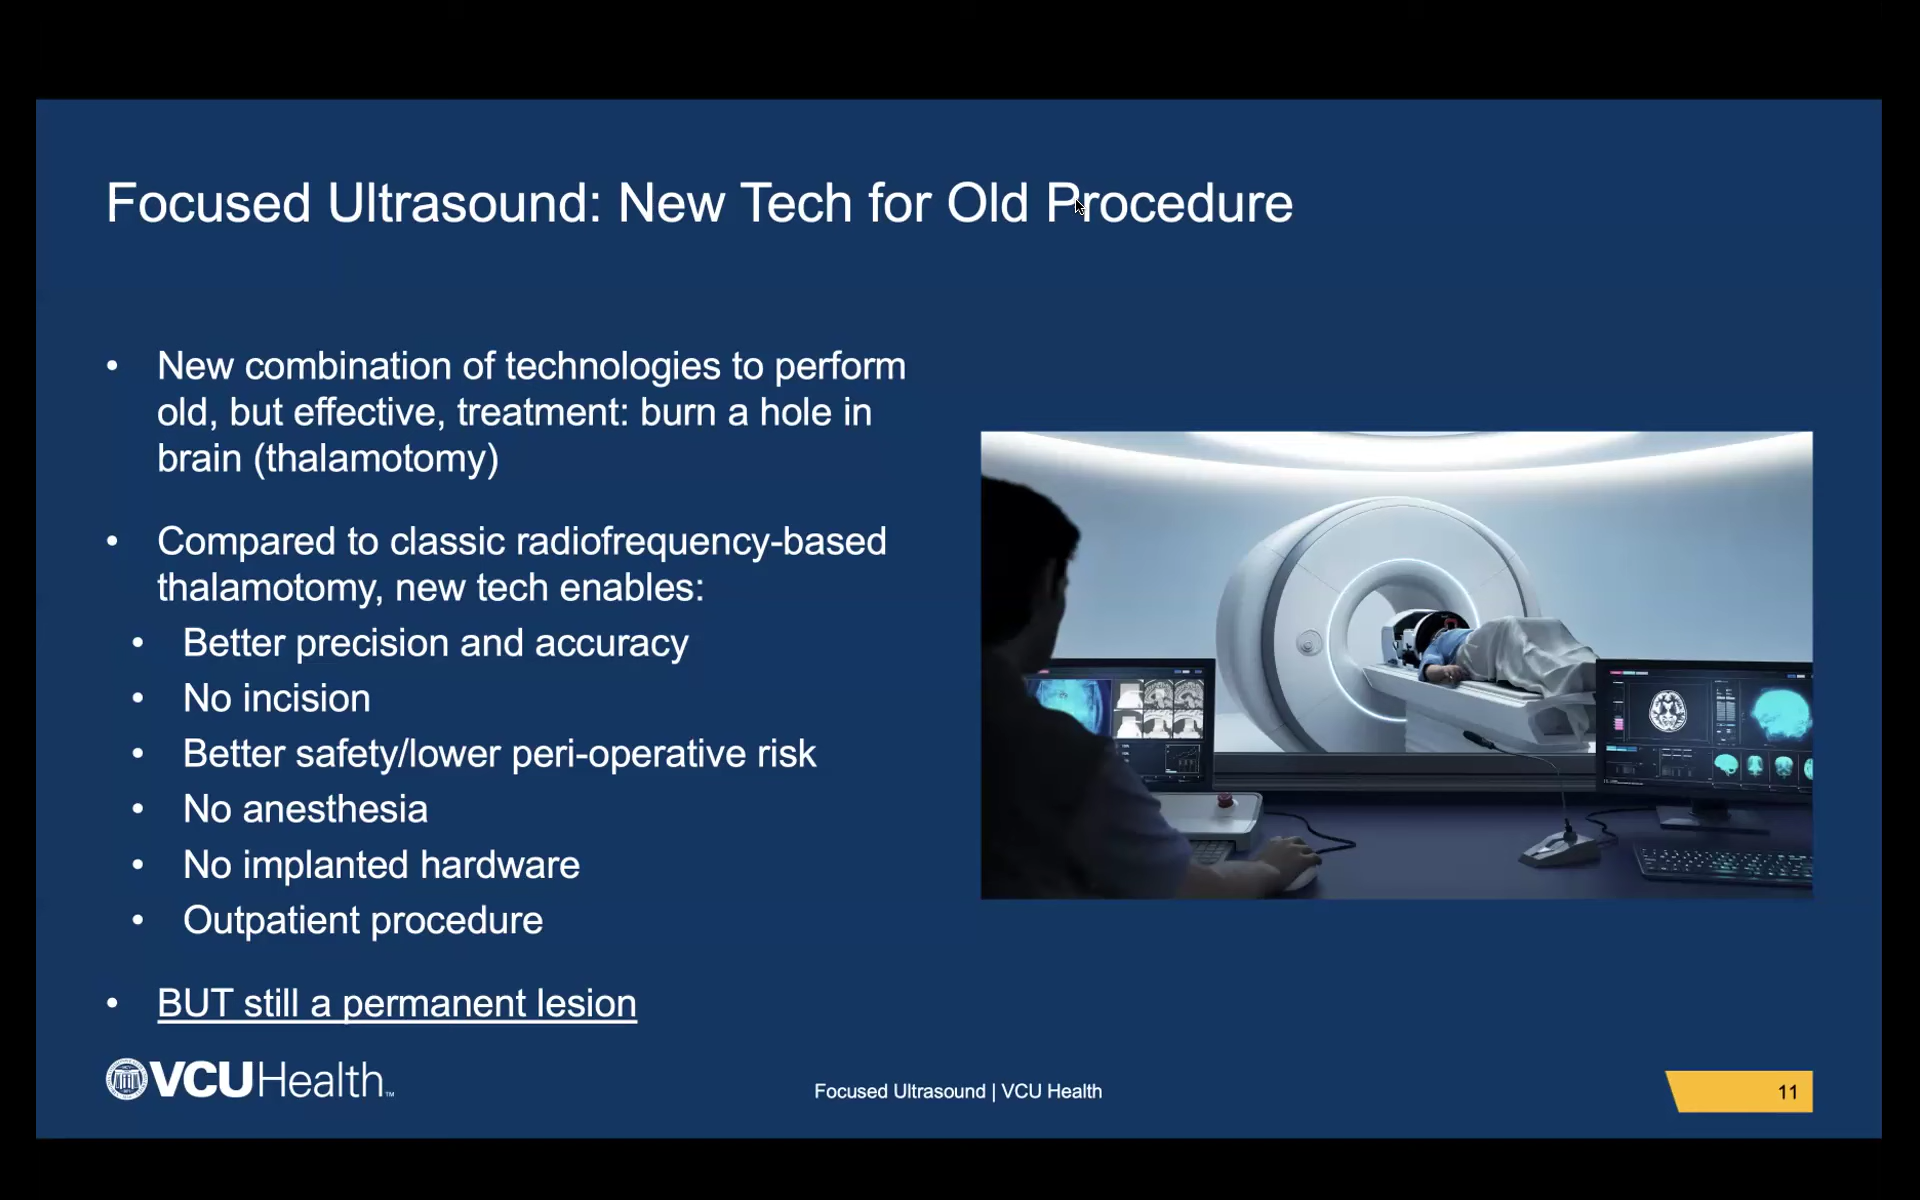 Focused Ultrasound: New Tech for Old Procedure
• New combination of technologies to perform
old, but effective, treatment: burn a hole in
brain (thalamotomy)
• Compared to classic radiofrequency-based
thalamotomy, new tech enables:
• Better precision and accuracy
• No incision
• Better safety/lower peri-operative risk
• No anesthesia
• No implanted hardware
• Outpatient procedure
• BUT still a permanent lesion
VCUHealth™
Focused Ultrasound | VCU Health
11